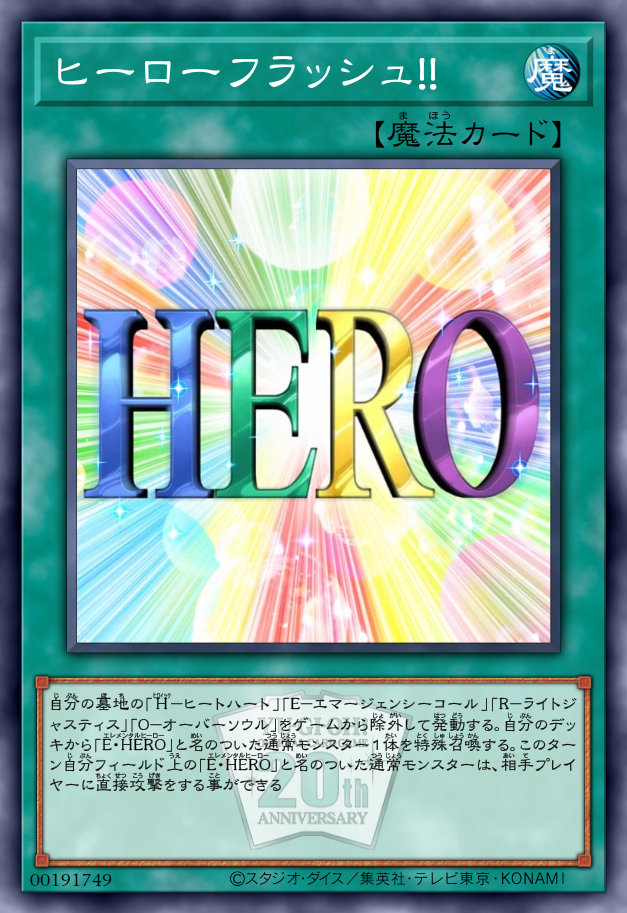 ヒーローフラッシュ!!
魔
【魔法カード】
HERO
自分の墓地の「H-ヒートハート」「E-エマージェンシーコール」「R-ライトジ
ャスティス」「O-オーバーソウル」をゲームから除外して発動する。自分のデッ
キから「E・HERO」と名のついた通常モンスター1体を特殊召喚する。このター
ン自分フィールド上の「E・HERO」と名のついた通常モンスターは、相手プレイ
ヤーに直接攻撃をする事ができる
20th
ANNIVERSARY
00191749
©スタジオ・ダイス/集英社・テレビ東京・KONAMI